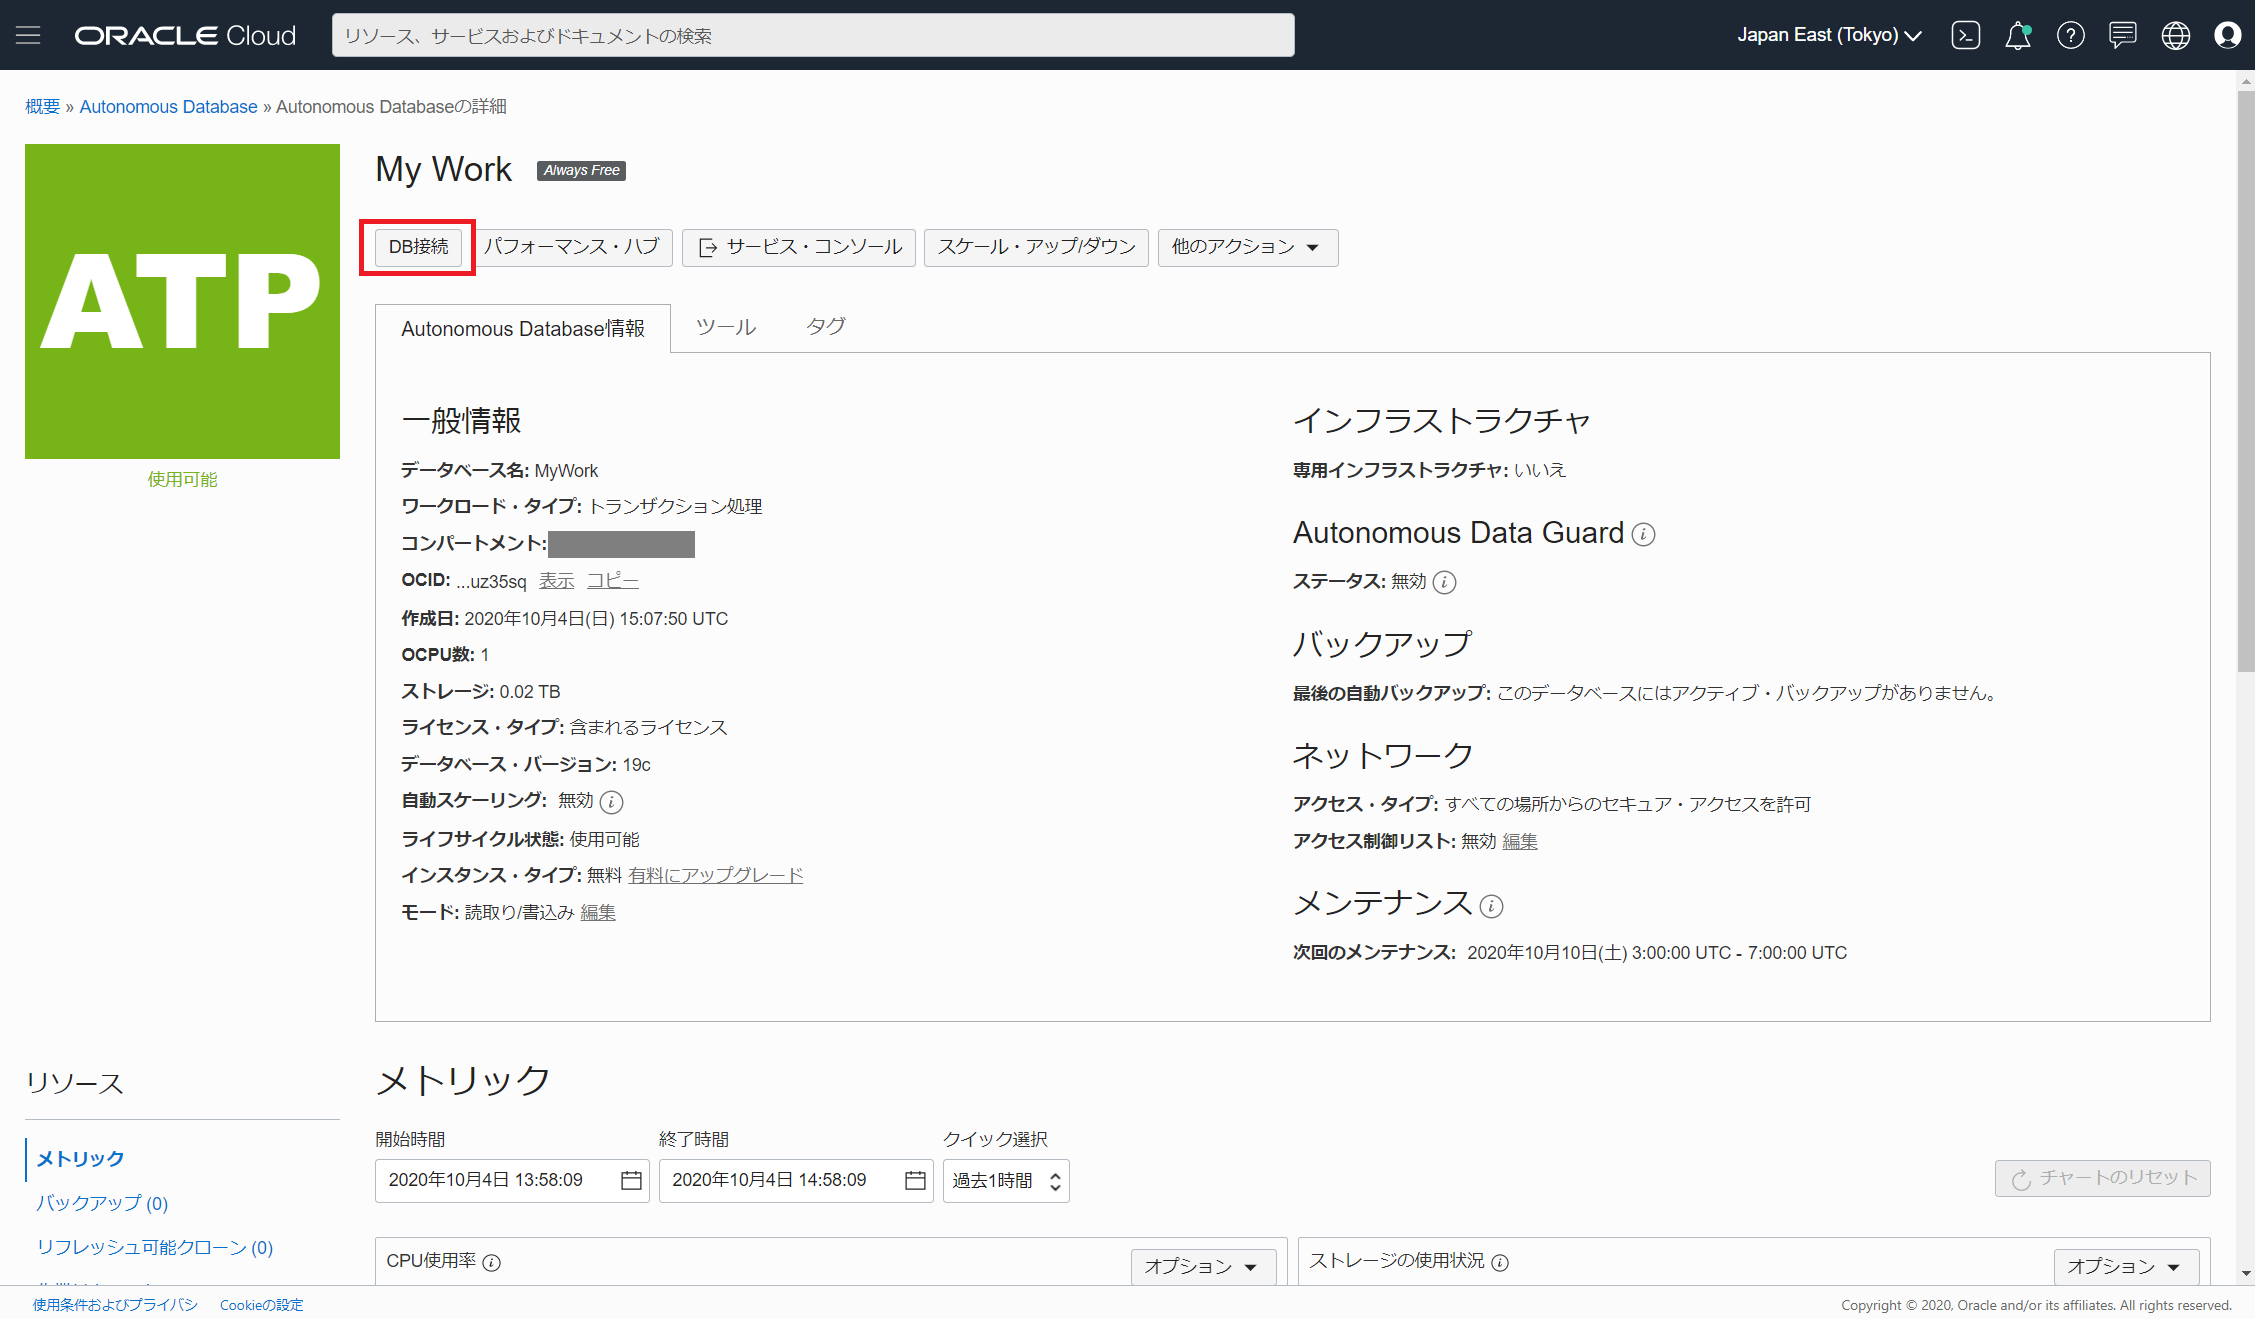 ORACLE Cloud
リソース、サービスおよびドキュメントの検索
Japan East (Tokyo)
概要 » Autonomous Database » Autonomous Databaseの詳細
ATP
使用可能
My Work
Always Free
DB接続
パフォーマンス・ハブ
サービス・コンソール
スケール・アップ/ダウン
他のアクション
Autonomous Database情報
ツール
タグ
一般情報
データベース名: MyWork
ワークロード・タイプ: トランザクション処理
コンパートメント:
OCID: ...uz35sq 表示 コピー
作成日: 2020年10月4日(日) 15:07:50 UTC
OCPU数: 1
ストレージ: 0.02 TB
ライセンス・タイプ: 含まれるライセンス
データベース・バージョン: 19c
自動スケーリング: 無効
ライフサイクル状態: 使用可能
インスタンス・タイプ: 無料 有料にアップグレード
モード: 読取り/書込み 編集
インフラストラクチャ
専用インフラストラクチャ: いいえ
Autonomous Data Guard
ステータス: 無効
バックアップ
最後の自動バックアップ: このデータベースにはアクティブ・バックアップがありません。
ネットワーク
アクセス・タイプ: すべての場所からのセキュア・アクセスを許可
アクセス制御リスト: 無効 編集
メンテナンス
次回のメンテナンス: 2020年10月10日(土) 3:00:00 UTC - 7:00:00 UTC
リソース
メトリック
バックアップ (0)
リフレッシュ可能クローン (0)
メトリック
開始時間
2020年10月4日 13:58:09
終了時間
2020年10月4日 14:58:09
クイック選択
過去1時間
チャートのリセット
CPU使用率
オプション
ストレージの使用状況
オプション
使用条件およびプライバシ
Cookieの設定
Copyright © 2020, Oracle and/or its affiliates. All rights reserved.